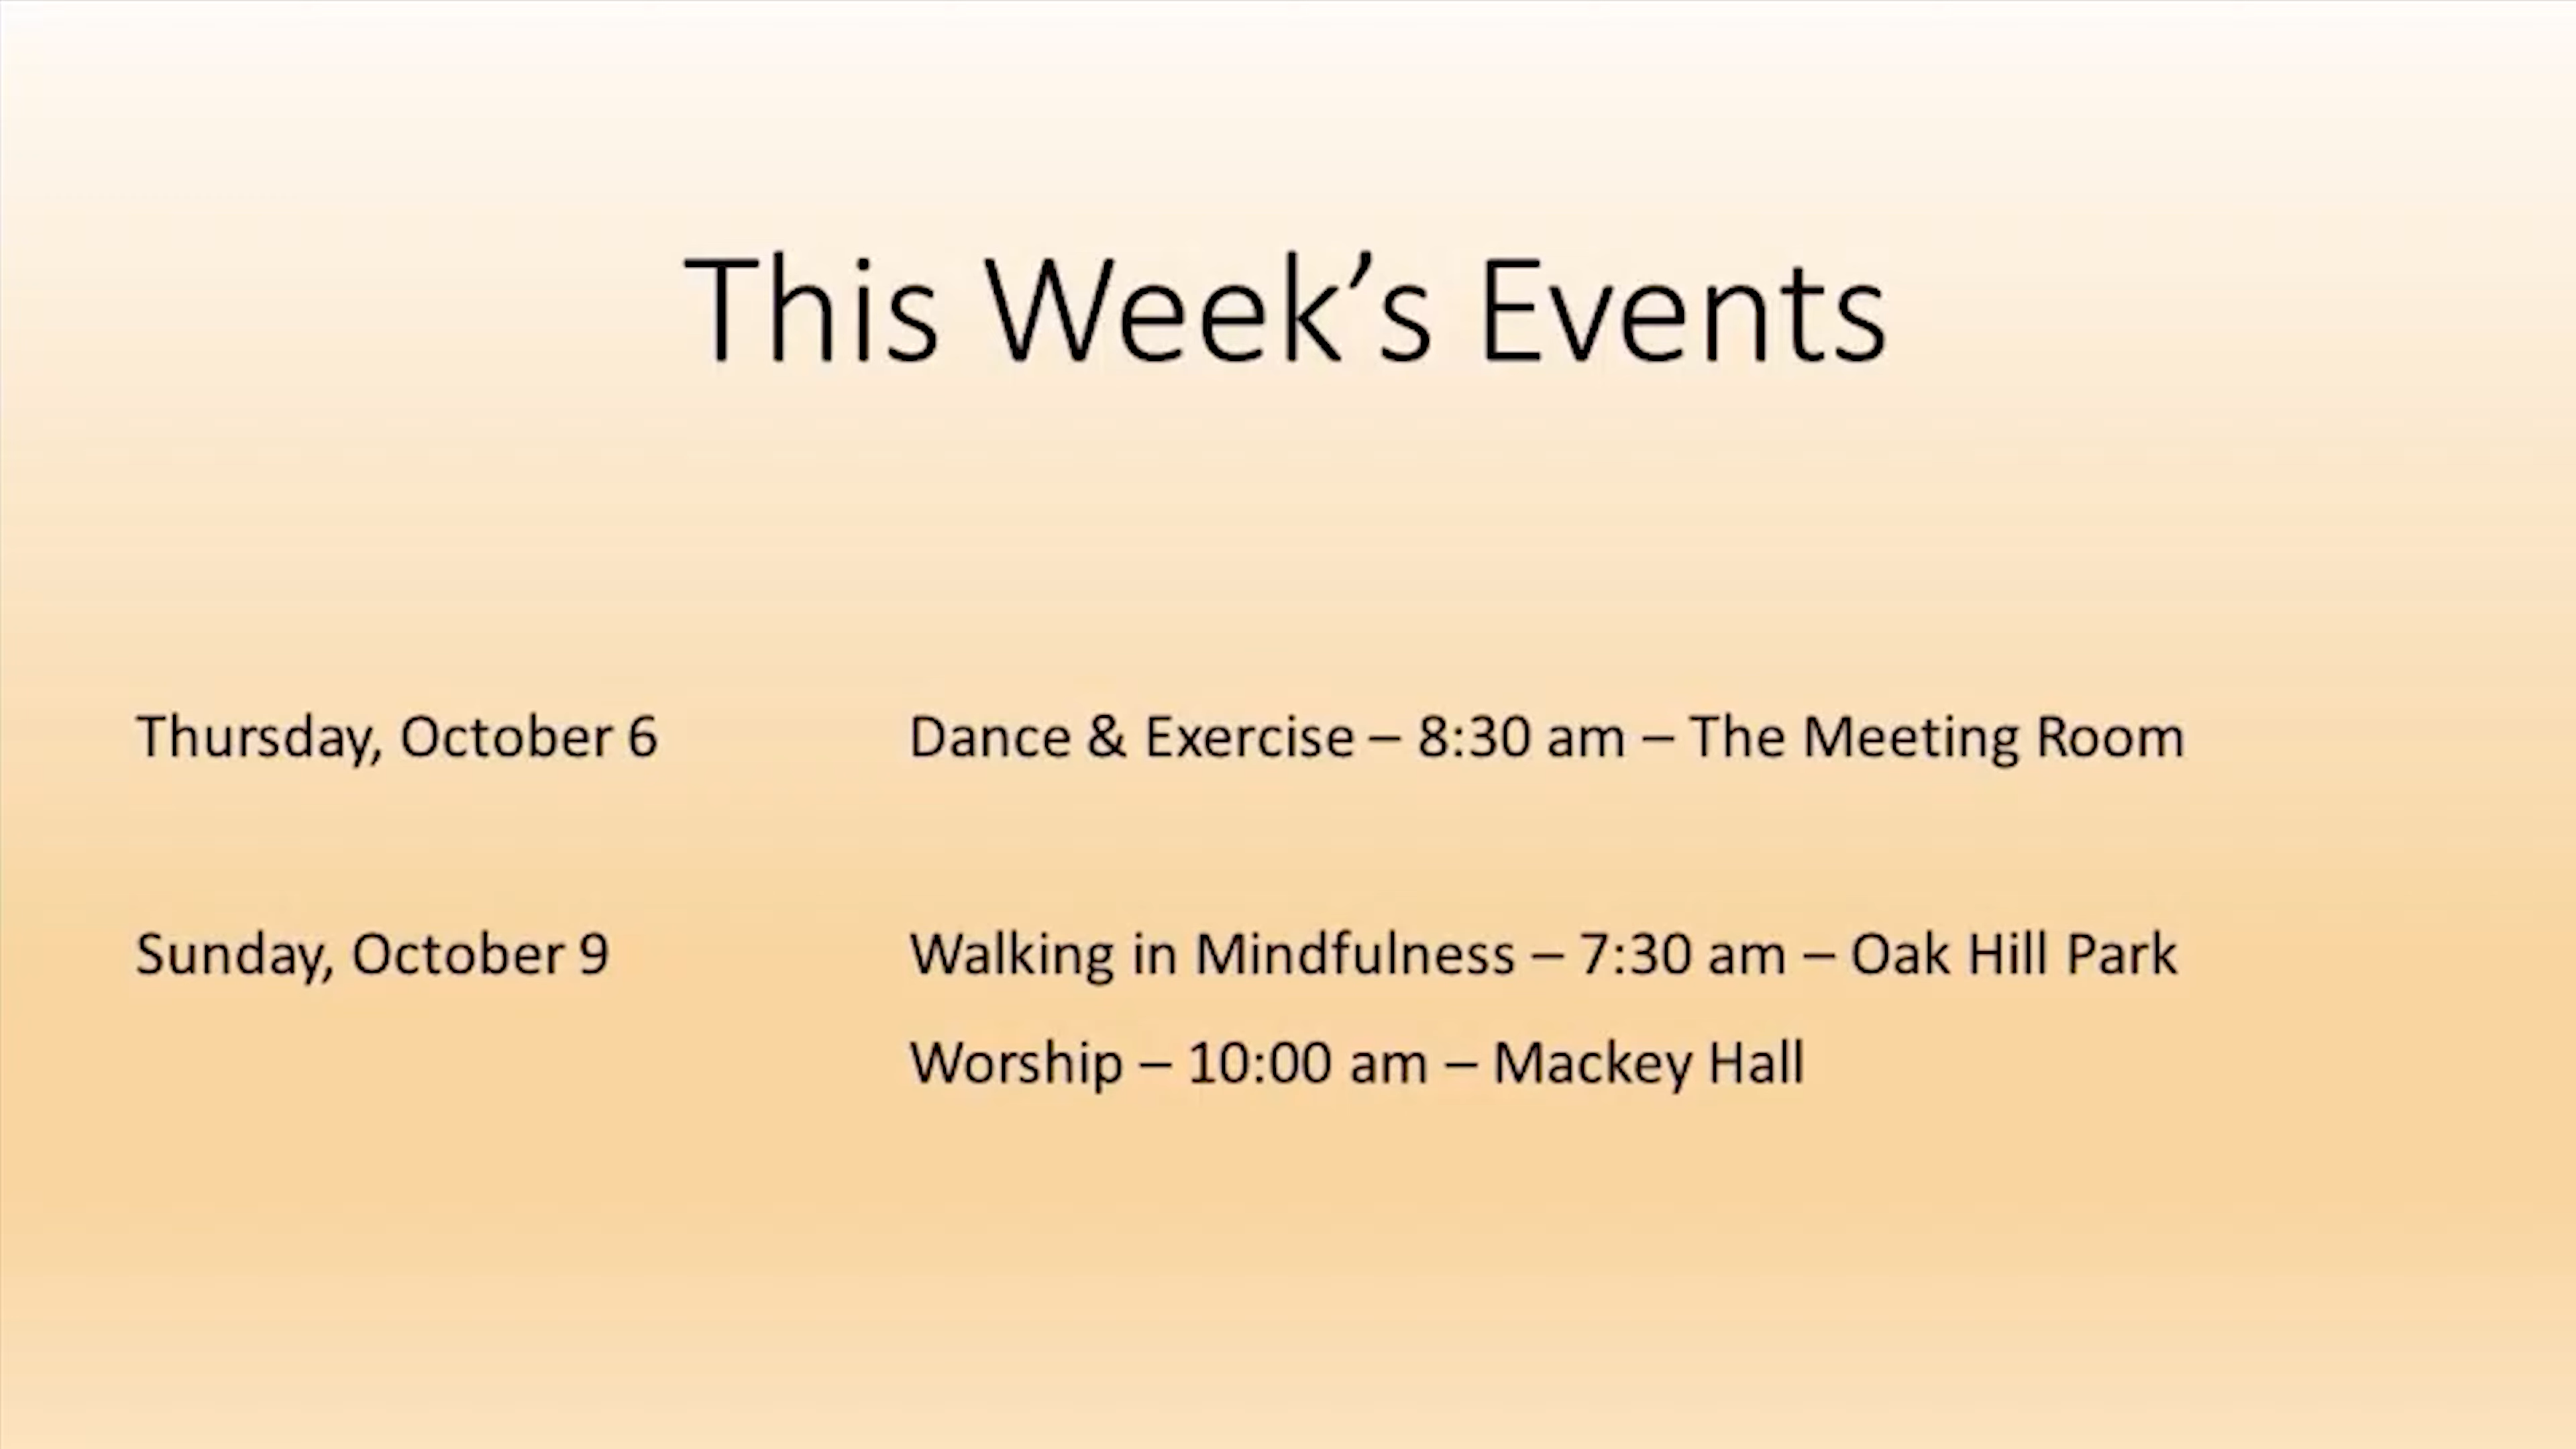 This Week’s Events
Thursday, October 6 Dance & Exercise – 8:30 am – The Meeting Room
Sunday, October 9 Walking in Mindfulness – 7:30 am – Oak Hill Park
Worship – 10:00 am – Mackey Hall